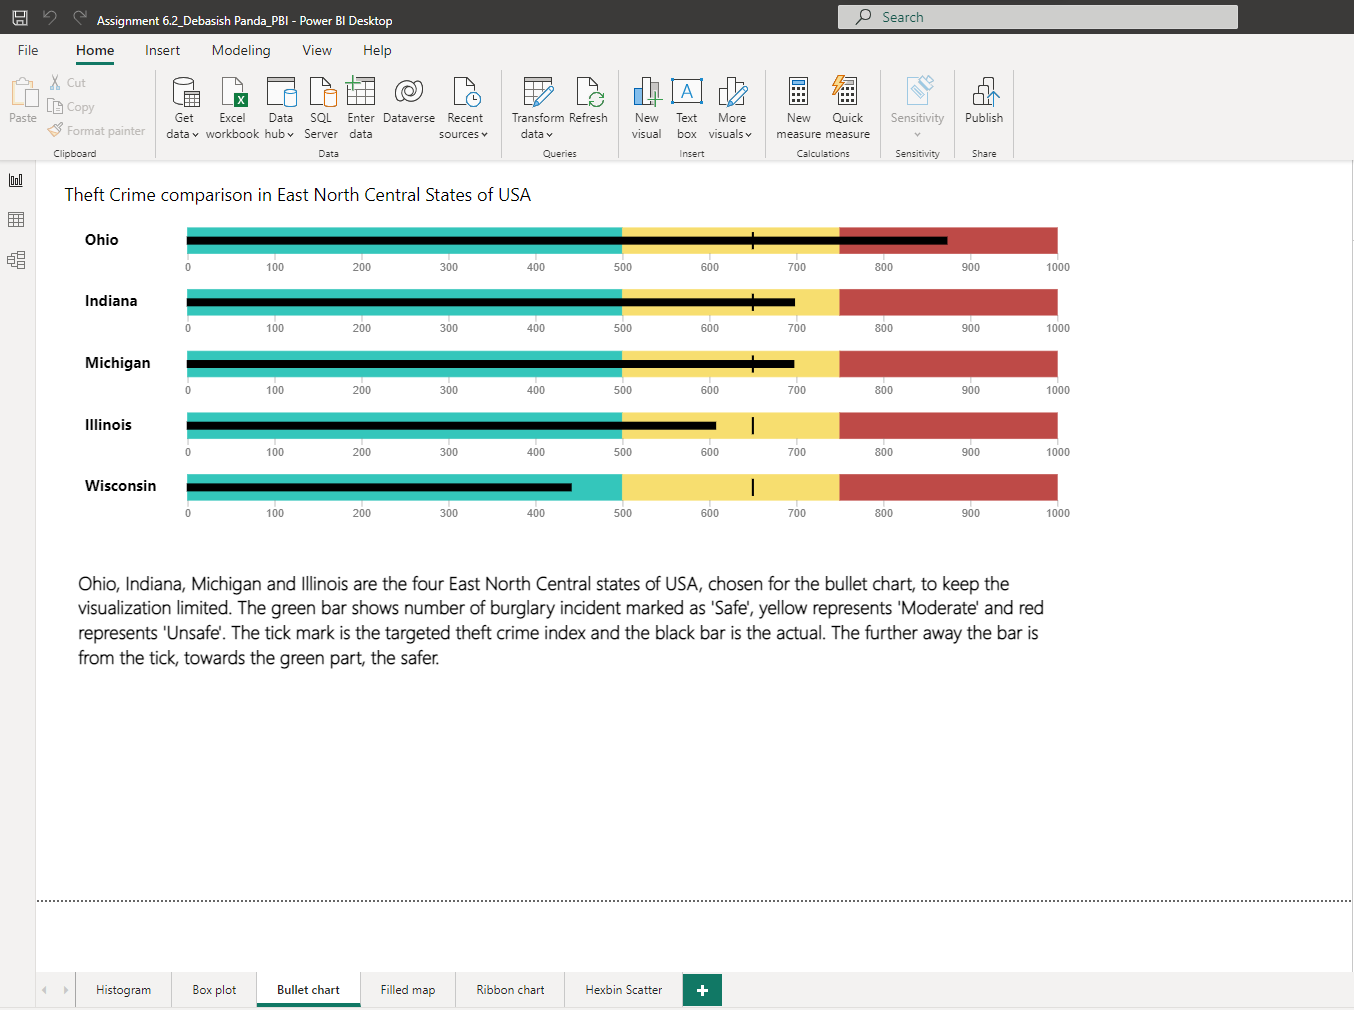 Assignment 6.2_Debasish Panda_PBI - Power BI Desktop
Search
File Home Insert Modeling View Help
Paste
Cut
Copy
Format painter
Clipboard
Get data
Excel workbook
Data hub
SQL Server
Enter data
Dataverse
Recent sources
Data
Transform data
Refresh
Queries
New visual
Text box
More visuals
Insert
New measure
Quick measure
Calculations
Sensitivity
Sensitivity
Publish
Share
Theft Crime comparison in East North Central States of USA
Ohio
0 100 200 300 400 500 600 700 800 900 1000
Indiana
0 100 200 300 400 500 600 700 800 900 1000
Michigan
0 100 200 300 400 500 600 700 800 900 1000
Illinois
0 100 200 300 400 500 600 700 800 900 1000
Wisconsin
0 100 200 300 400 500 600 700 800 900 1000
Ohio, Indiana, Michigan and Illinois are the four East North Central states of USA, chosen for the bullet chart, to keep the
visualization limited. The green bar shows number of burglary incident marked as 'Safe', yellow represents 'Moderate' and red
represents 'Unsafe'. The tick mark is the targeted theft crime index and the black bar is the actual. The further away the bar is
from the tick, towards the green part, the safer.
Histogram Box plot Bullet chart Filled map Ribbon chart Hexbin Scatter +